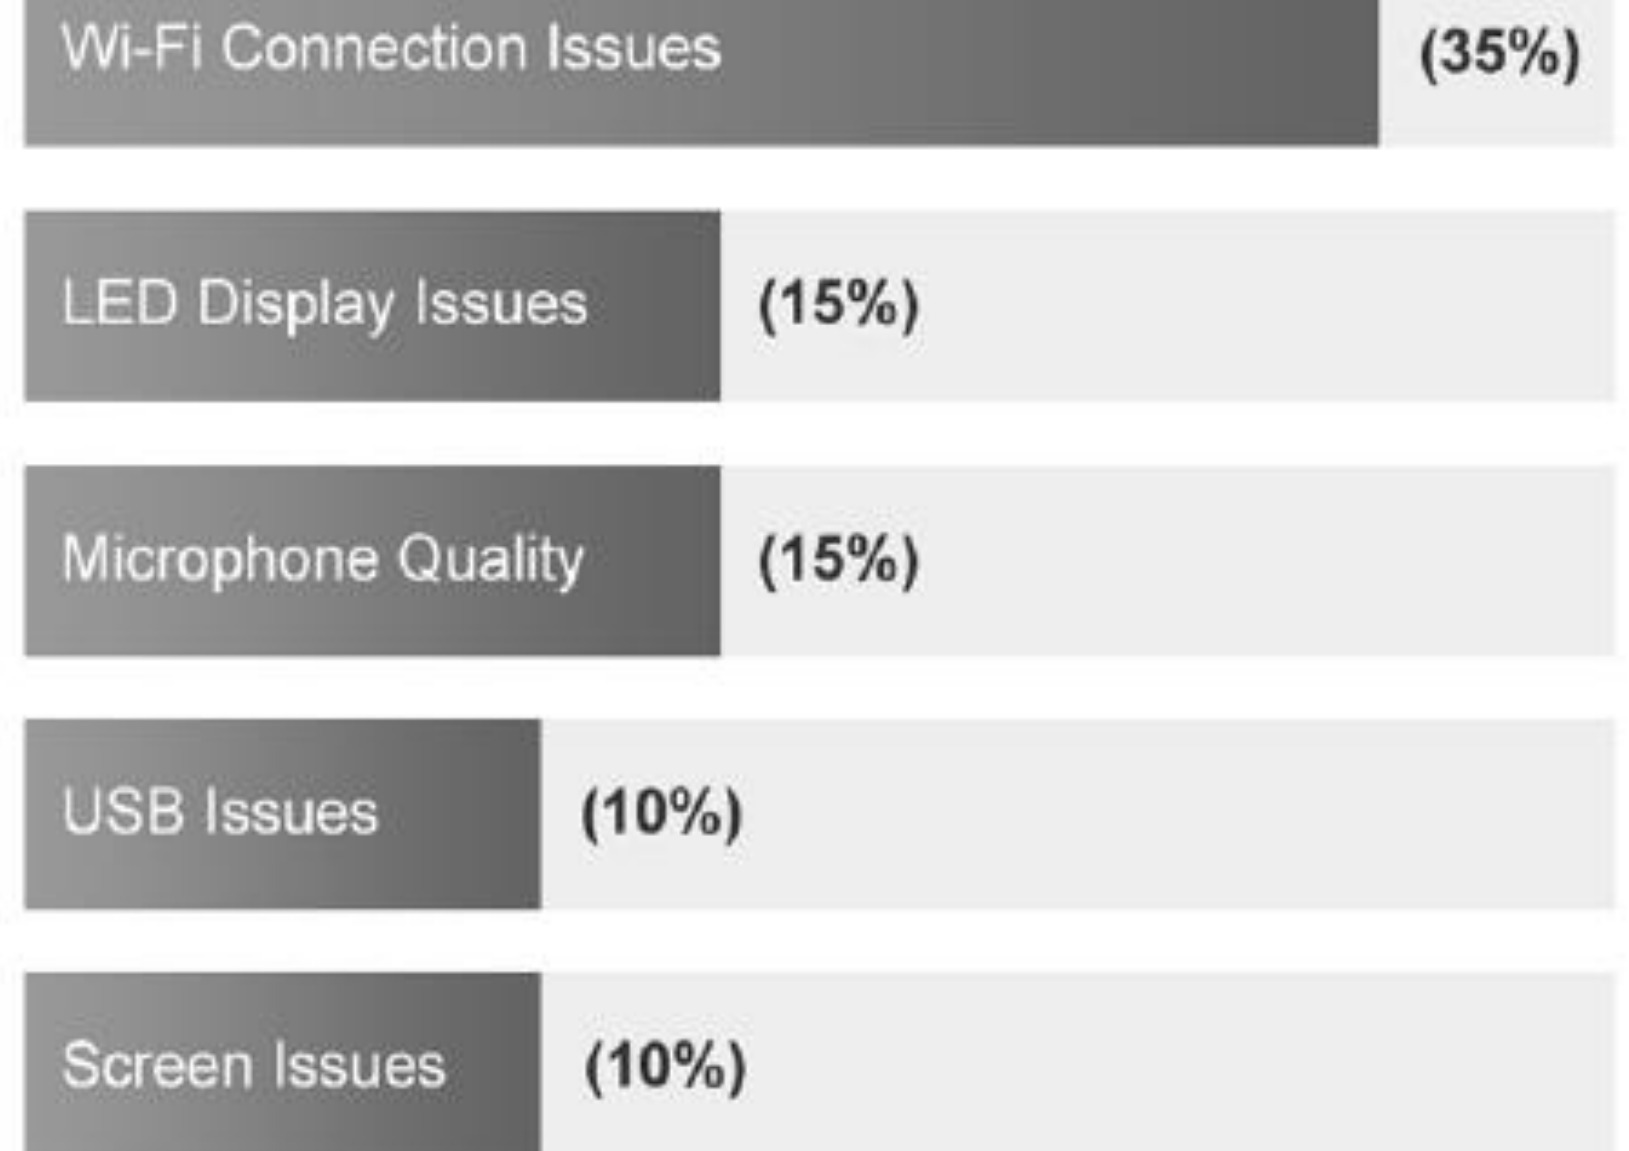 Wi-Fi Connection Issues (35%)
LED Display Issues (15%)
Microphone Quality (15%)
USB Issues (10%)
Screen Issues (10%)